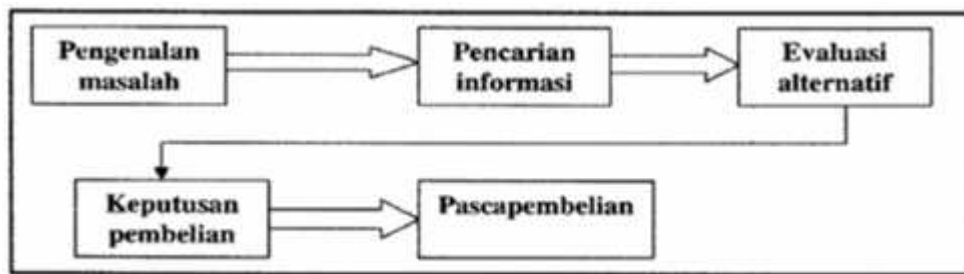 Pengenalan
masalah
Pencarian
informasi
Evaluasi
alternatif
Keputusan
pembelian
Pascapembelian